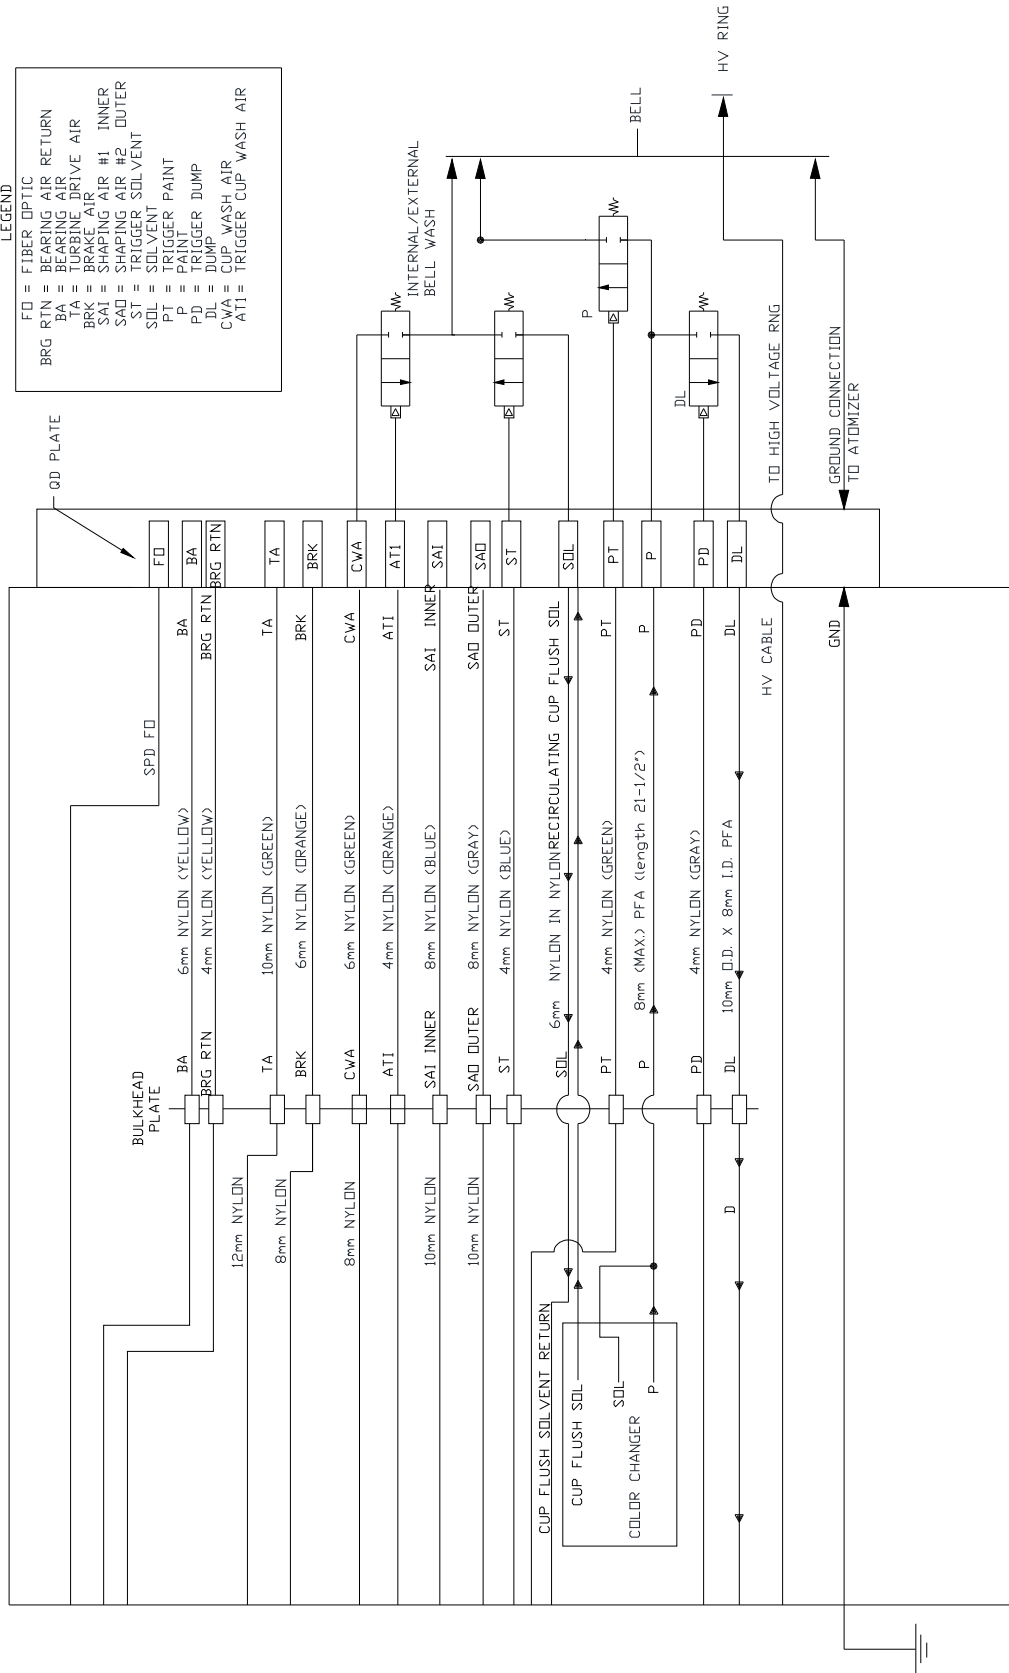 LEGEND
FO = FIBER OPTIC
BRG RTN = BEARING AIR RETURN
BA = BEARING AIR
TA = TURBINE DRIVE AIR
BRK = BRAKE AIR
SAI = SHAPING AIR #1 INNER
SAO = SHAPING AIR #2 OUTER
ST = TRIGGER SOLVENT
SOL = SOLVENT
PT = TRIGGER PAINT
P = PAINT
PD = TRIGGER DUMP
DL = DUMP
CWA = CUP WASH AIR
AT1 = TRIGGER CUP WASH AIR
QD PLATE
INTERNAL/EXTERNAL
BELL WASH
P
DL
BELL
HV RING
TO HIGH VOLTAGE RNG
GROUND CONNECTION
TO ATOMIZER
FO
BA
BRG RTN
TA
BRK
CWA
AT1
SAI
SAO
ST
SOL
PT
P
PD
DL
SPD FO
BA
BRG RTN
TA
BRK
CWA
ATI
SAI INNER
SAO OUTER
ST
PT
P
PD
DL
HV CABLE
GND
6mm NYLON (YELLOW)
4mm NYLON (YELLOW)
10mm NYLON (GREEN)
6mm NYLON (ORANGE)
6mm NYLON (GREEN)
4mm NYLON (ORANGE)
8mm NYLON (BLUE)
8mm NYLON (GRAY)
4mm NYLON (BLUE)
6mm NYLON IN NYLON RECIRCULATING CUP FLUSH SOL
4mm NYLON (GREEN)
8mm (MAX.) PFA (length 21-1/2")
4mm NYLON (GRAY)
10mm O.D. X 8mm I.D. PFA
BULKHEAD
PLATE
BA
BRG RTN
TA
BRK
CWA
ATI
SAI INNER
SAO OUTER
ST
SOL
PT
P
PD
DL
12mm NYLON
8mm NYLON
8mm NYLON
10mm NYLON
10mm NYLON
D
CUP FLUSH SOLVENT RETURN
CUP FLUSH SOL
SOL
P
COLOR CHANGER